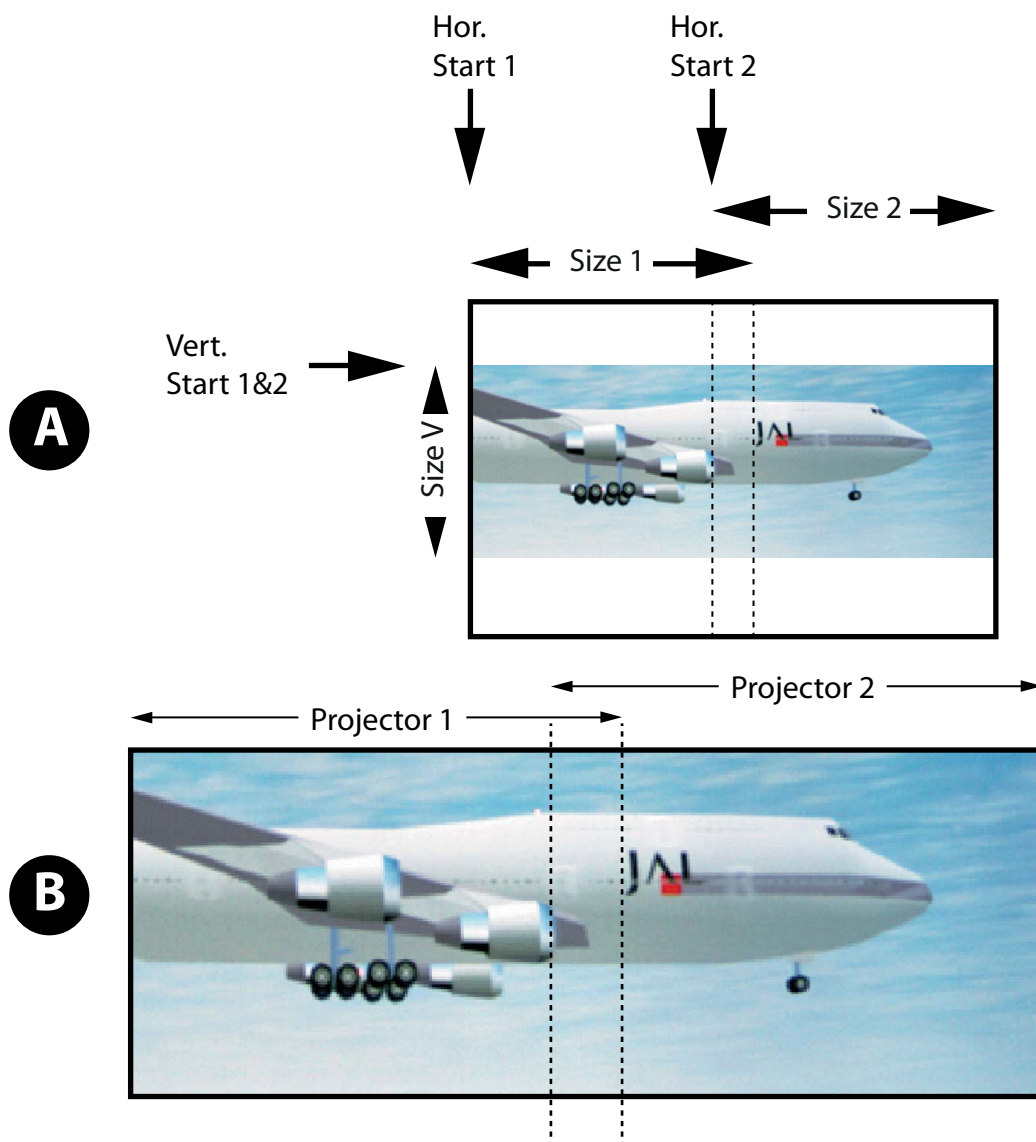 Hor.
Start 1
Hor.
Start 2
Size 2
Size 1
Vert.
Start 1&2
A
Size V
JAL
Projector 2
Projector 1
B
JAL